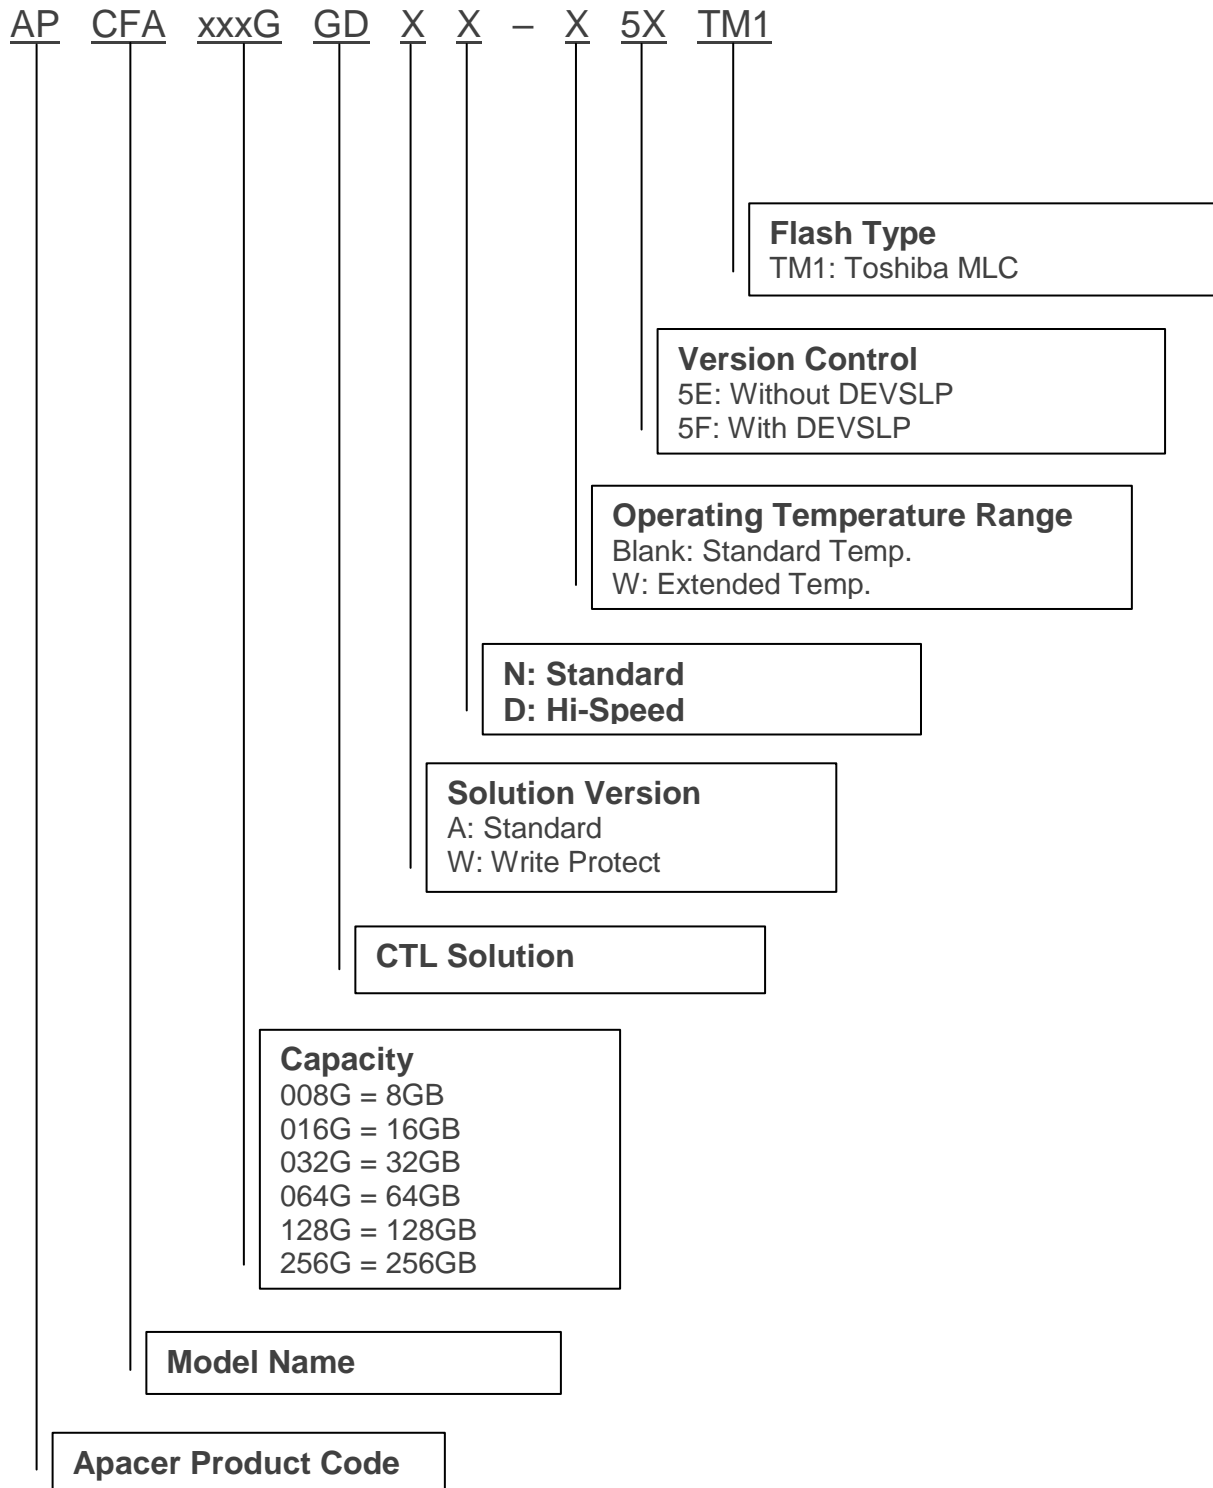 AP CFA xxxG GD X X – X 5X TM1
Flash Type
TM1: Toshiba MLC
Version Control
5E: Without DEVSLP
5F: With DEVSLP
Operating Temperature Range
Blank: Standard Temp.
W: Extended Temp.
N: Standard
D: Hi-Speed
Solution Version
A: Standard
W: Write Protect
CTL Solution
Capacity
008G = 8GB
016G = 16GB
032G = 32GB
064G = 64GB
128G = 128GB
256G = 256GB
Model Name
Apacer Product Code